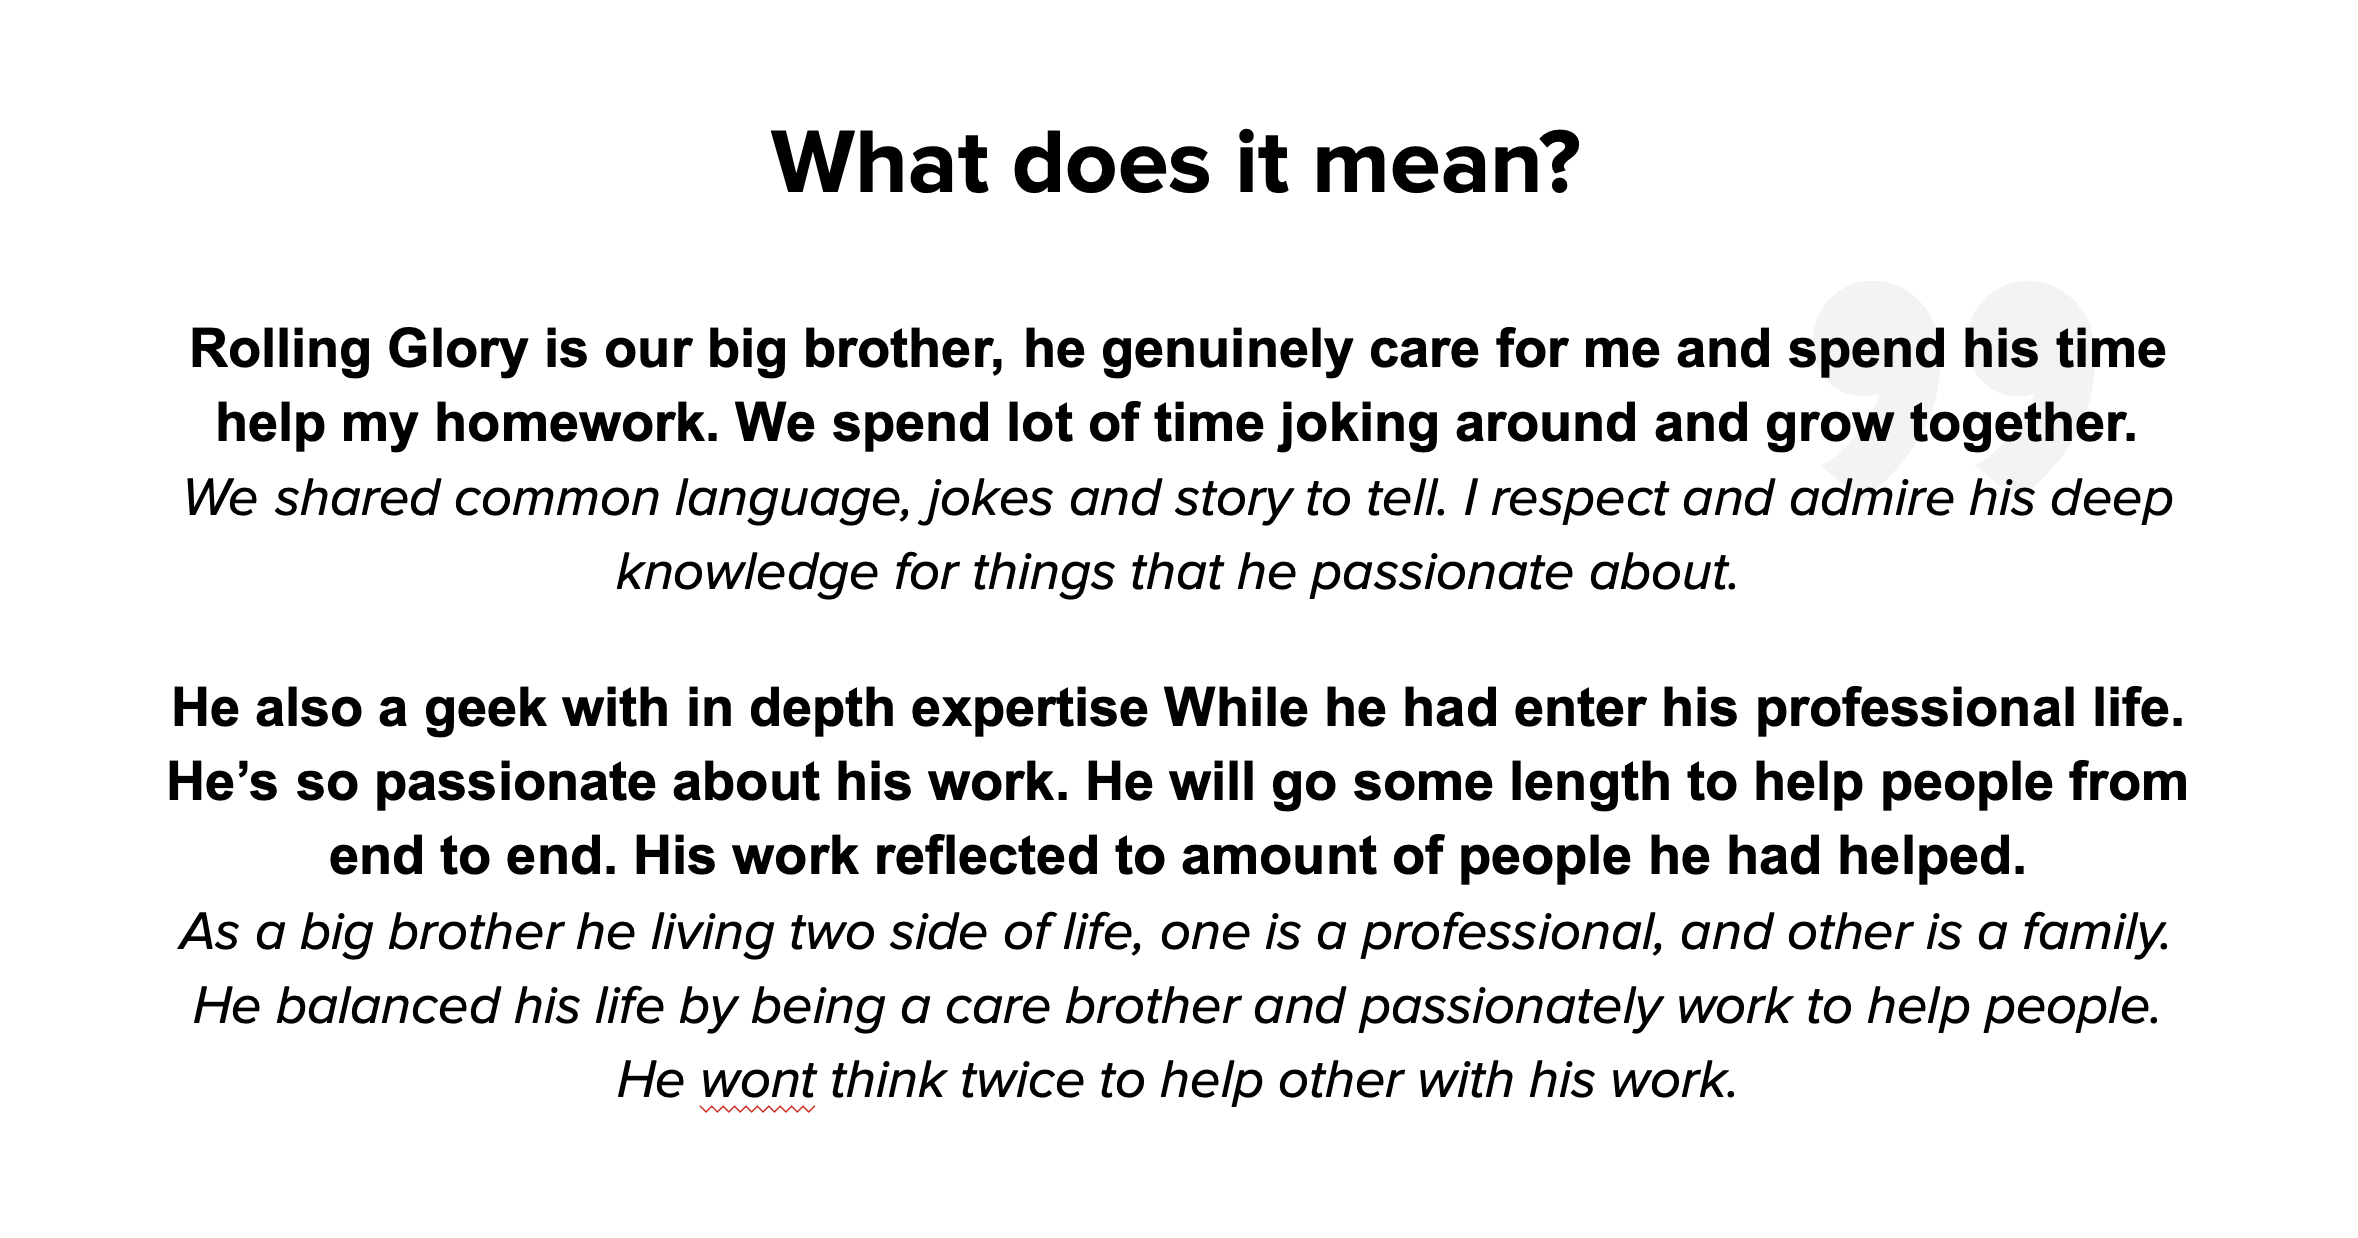 What does it mean?
Rolling Glory is our big brother, he genuinely care for me and spend his time
help my homework. We spend lot of time joking around and grow together.
We shared common language, jokes and story to tell. I respect and admire his deep
knowledge for things that he passionate about.
He also a geek with in depth expertise While he had enter his professional life.
He’s so passionate about his work. He will go some length to help people from
end to end. His work reflected to amount of people he had helped.
As a big brother he living two side of life, one is a professional, and other is a family.
He balanced his life by being a care brother and passionately work to help people.
He wont think twice to help other with his work.